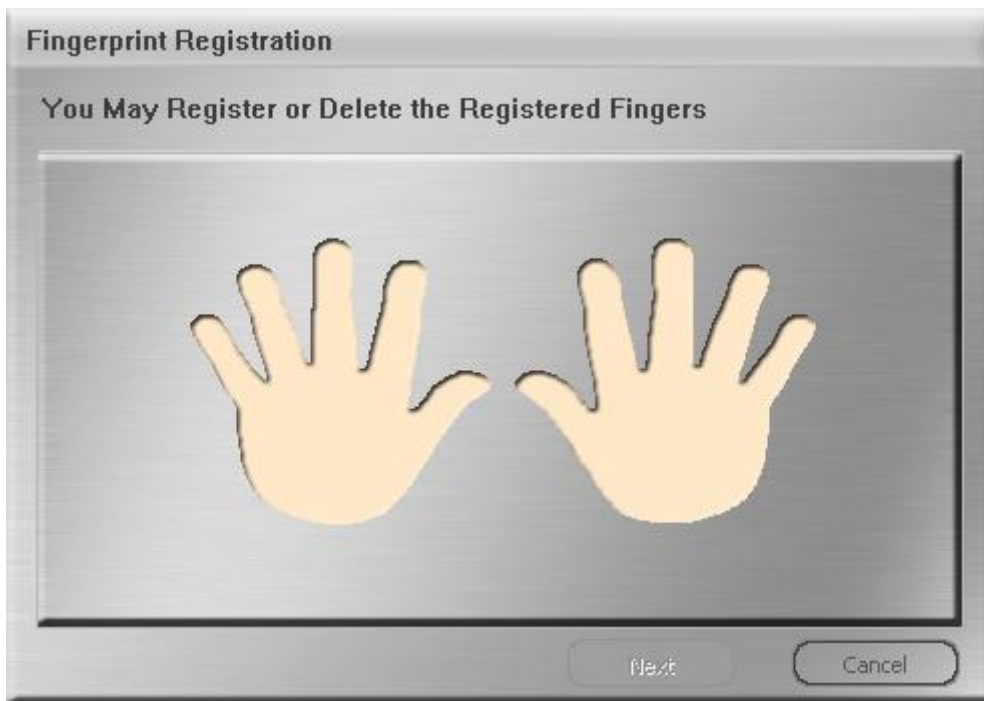 Fingerprint Registration
You May Register or Delete the Registered Fingers
Next
Cancel